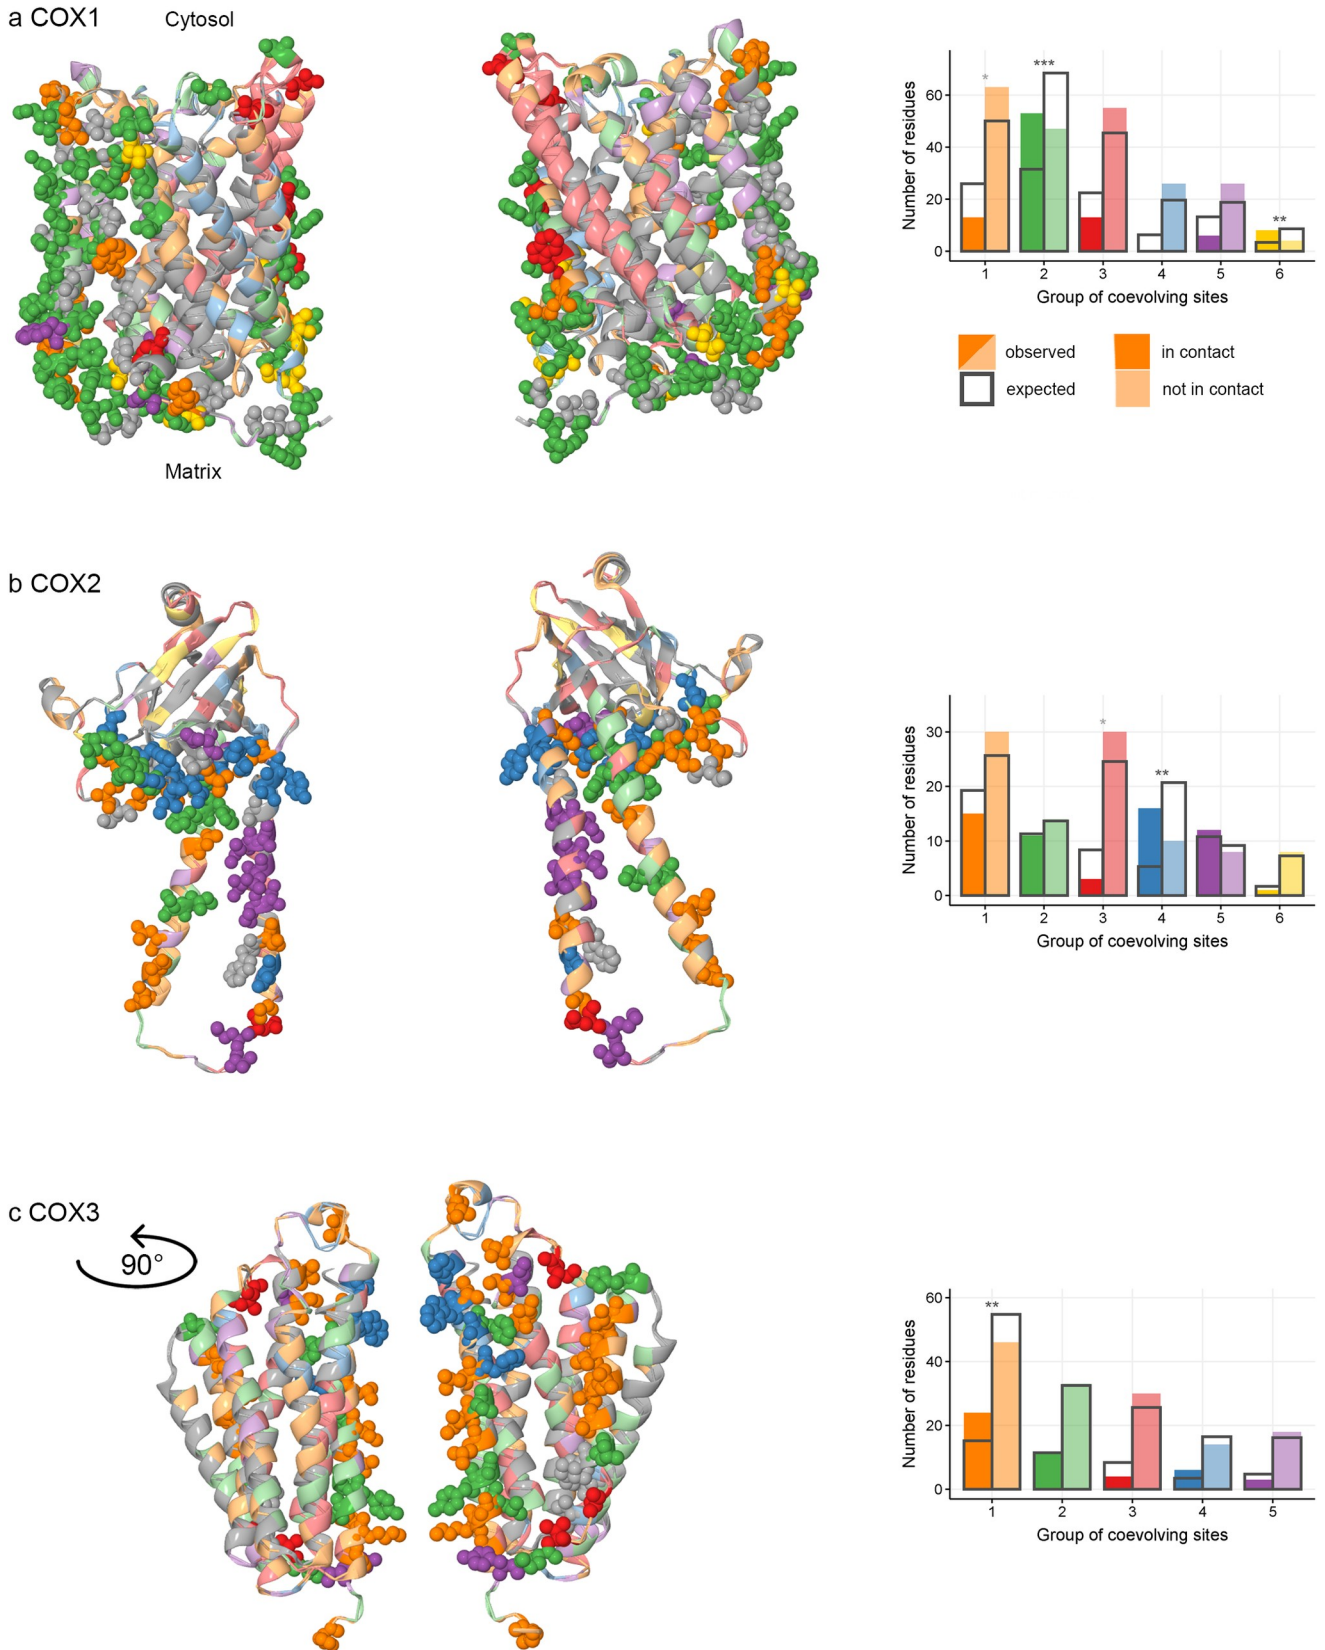 a COX1
Cytosol
Matrix
*
***
**
Number of residues
60
40
20
0
1 2 3 4 5 6
Group of coevolving sites
observed
in contact
expected
not in contact
b COX2
*
**
Number of residues
30
20
10
0
1 2 3 4 5 6
Group of coevolving sites
c COX3
90°
**
Number of residues
60
40
20
0
1 2 3 4 5
Group of coevolving sites